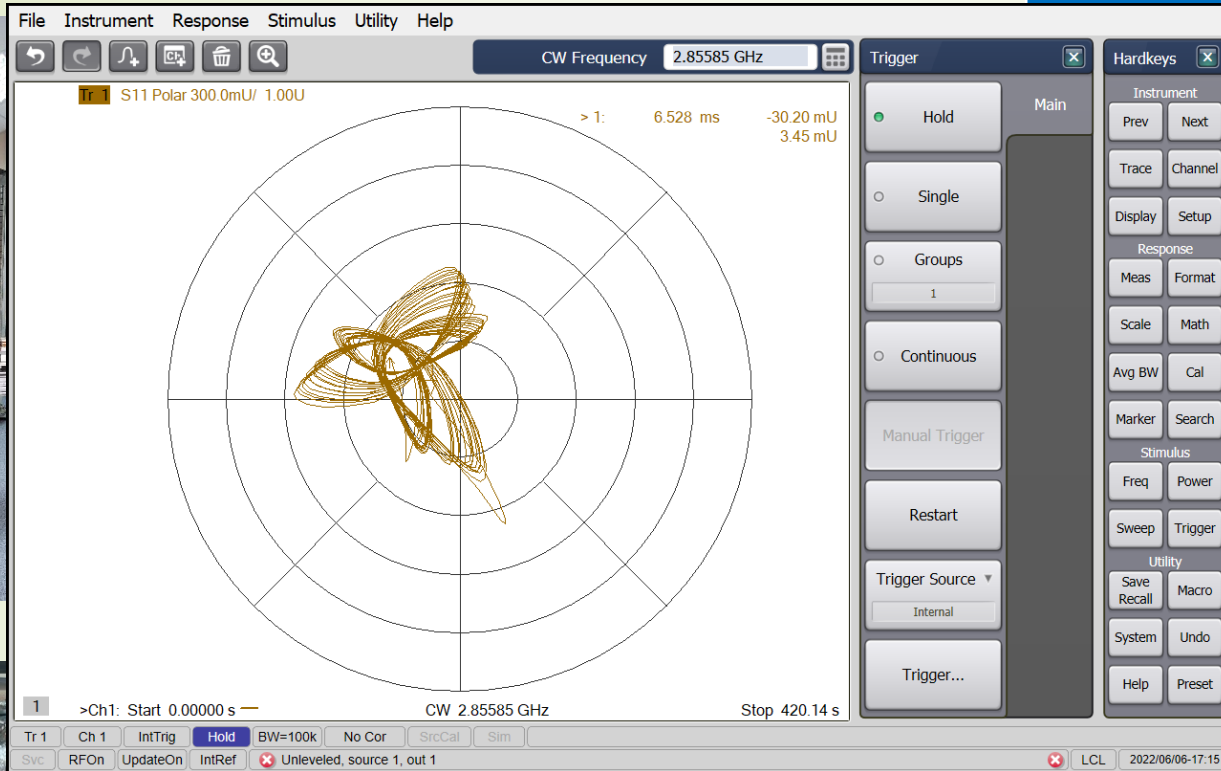 File Instrument Response Stimulus Utility Help
CW Frequency 2.85585 GHz
Tr 1 S11 Polar 300.0mU/ 1.00U
> 1: 6.528 ms -30.20 mU
3.45 mU
1
>Ch1: Start 0.00000 s
CW 2.85585 GHz
Stop 420.14 s
Trigger
Main
Hold
Single
Groups
1
Continuous
Manual Trigger
Restart
Trigger Source
Internal
Trigger...
Hardkeys
Instrument
Prev Next
Trace Channel
Display Setup
Response
Meas Format
Scale Math
Avg BW Cal
Marker Search
Stimulus
Freq Power
Sweep Trigger
Utility
Save Recall Macro
System Undo
Help Preset
Tr 1 Ch 1 IntTrig Hold BW=100k No Cor SrcCal Sim
Svc RFOn UpdateOn IntRef Unleveled, source 1, out 1 LCL 2022/06/06-17:15